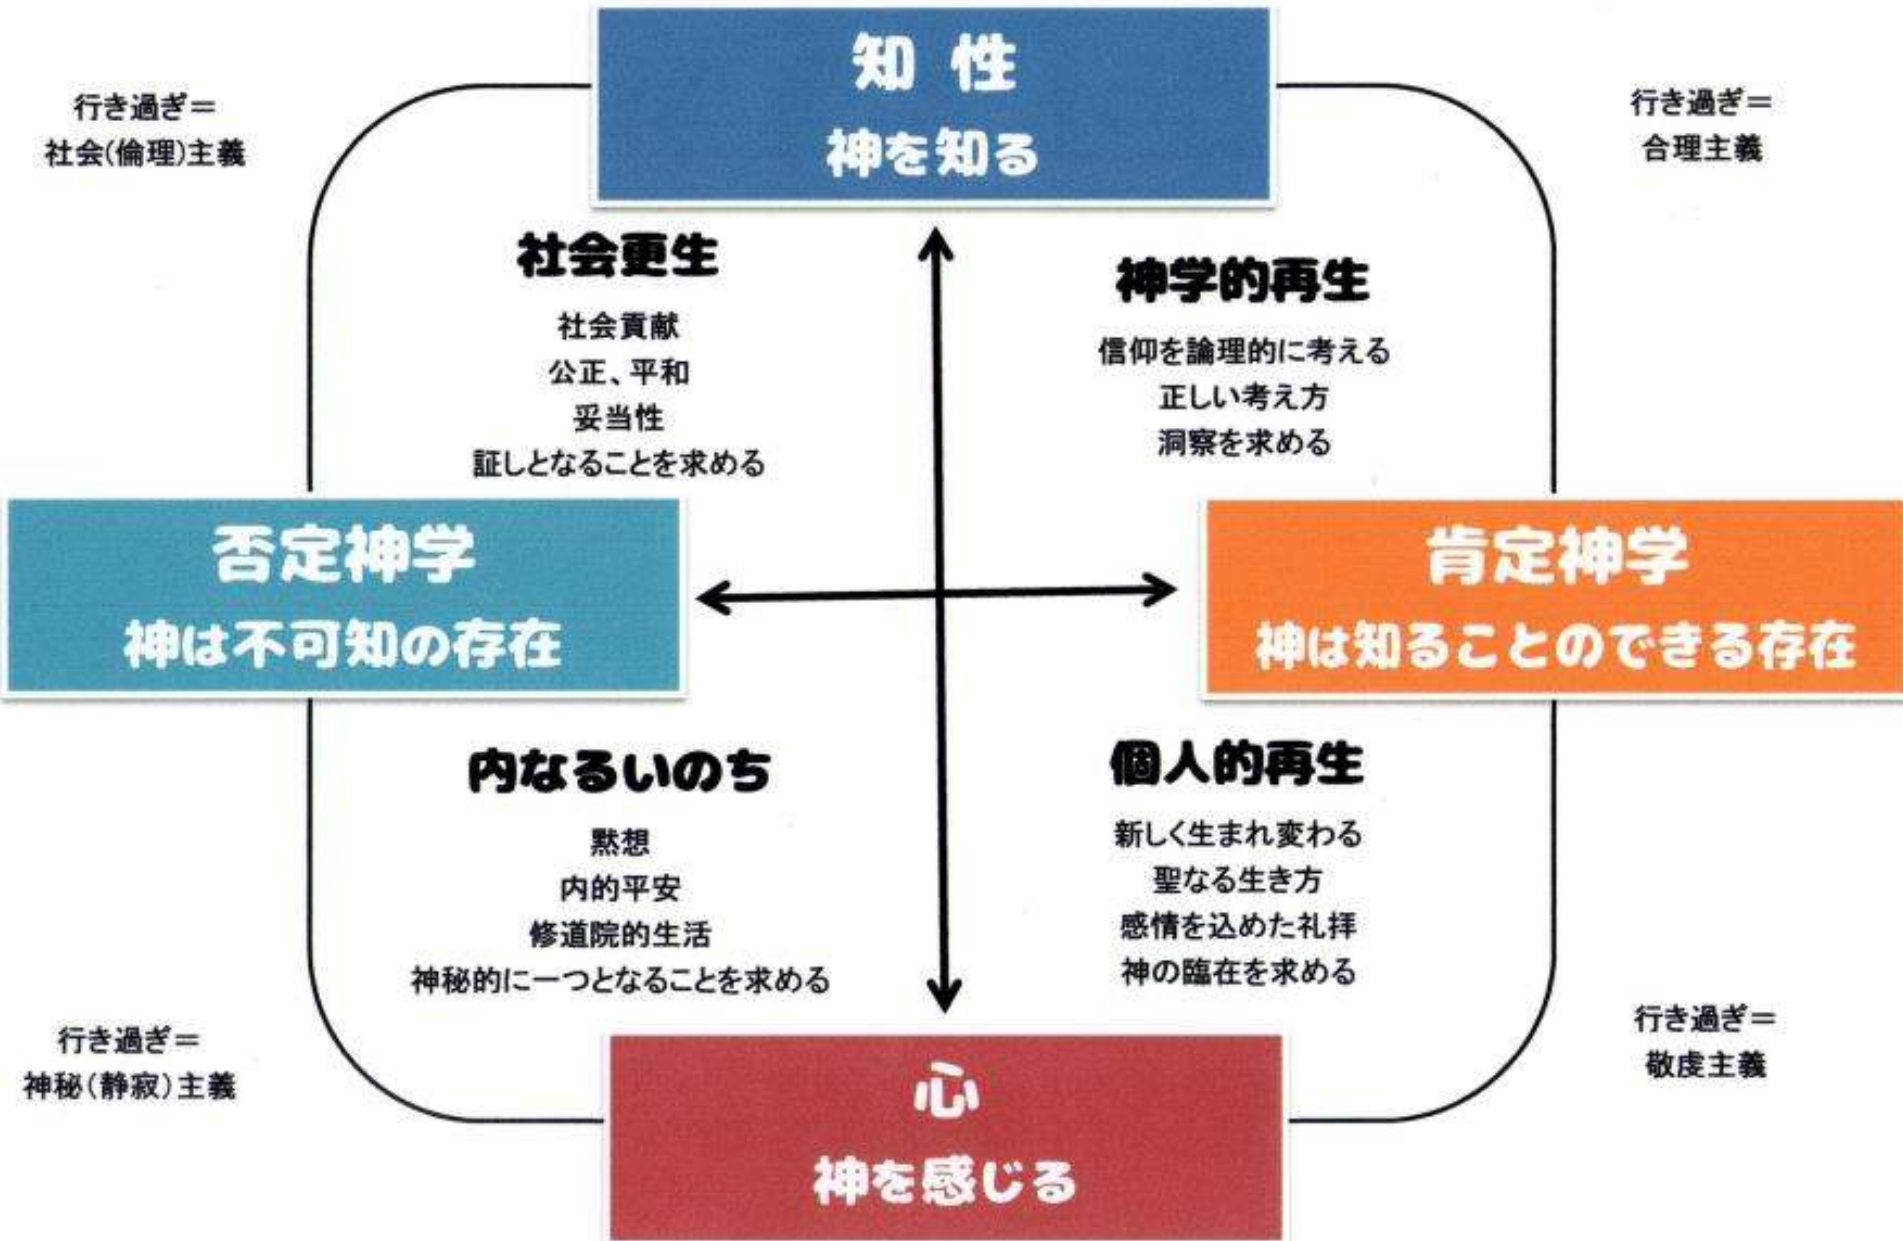 知 性
神を知る
行き過ぎ＝
社会(倫理)主義
行き過ぎ＝
合理主義
社会更生
社会貢献
公正、平和
妥当性
証しとなることを求める
神学的再生
信仰を論理的に考える
正しい考え方
洞察を求める
否定神学
神は不可知の存在
肯定神学
神は知ることのできる存在
内なるいのち
黙想
内的平安
修道院的生活
神秘的に一つとなることを求める
個人的再生
新しく生まれ変わる
聖なる生き方
感情を込めた礼拝
神の臨在を求める
行き過ぎ＝
神秘（静寂）主義
行き過ぎ＝
敬虔主義
心
神を感じる